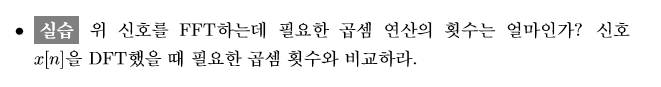 • 실습 위 신호를 FFT하는데 필요한 곱셈 연산의 횟수는 얼마인가? 신호
x[n]을 DFT했을 때 필요한 곱셈 횟수와 비교하라.